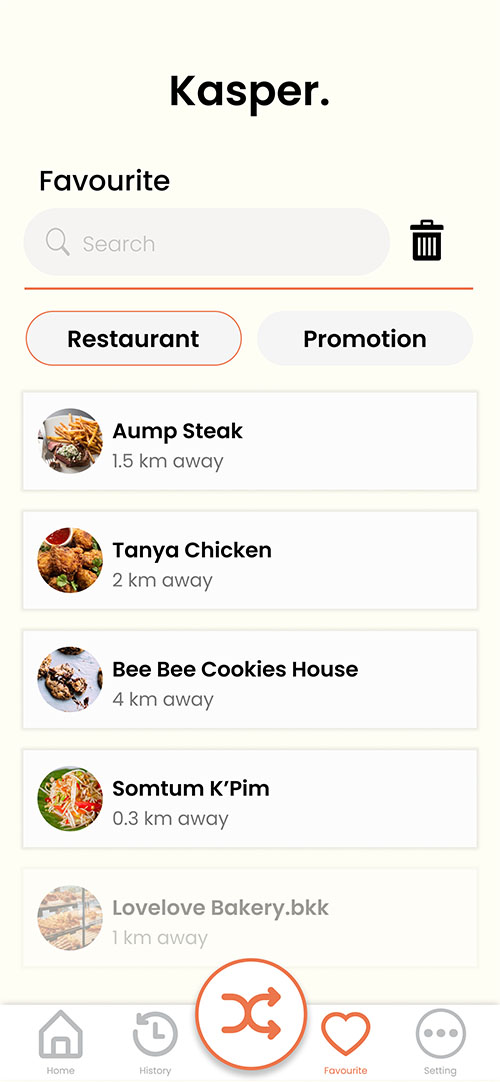 Kasper.
Favourite
Search
Restaurant
Promotion
Aump Steak
1.5 km away
Tanya Chicken
2 km away
Bee Bee Cookies House
4 km away
Somtum K’Pim
0.3 km away
Lovelove Bakery.bkk
1 km away
Home
History
Favourite
Setting